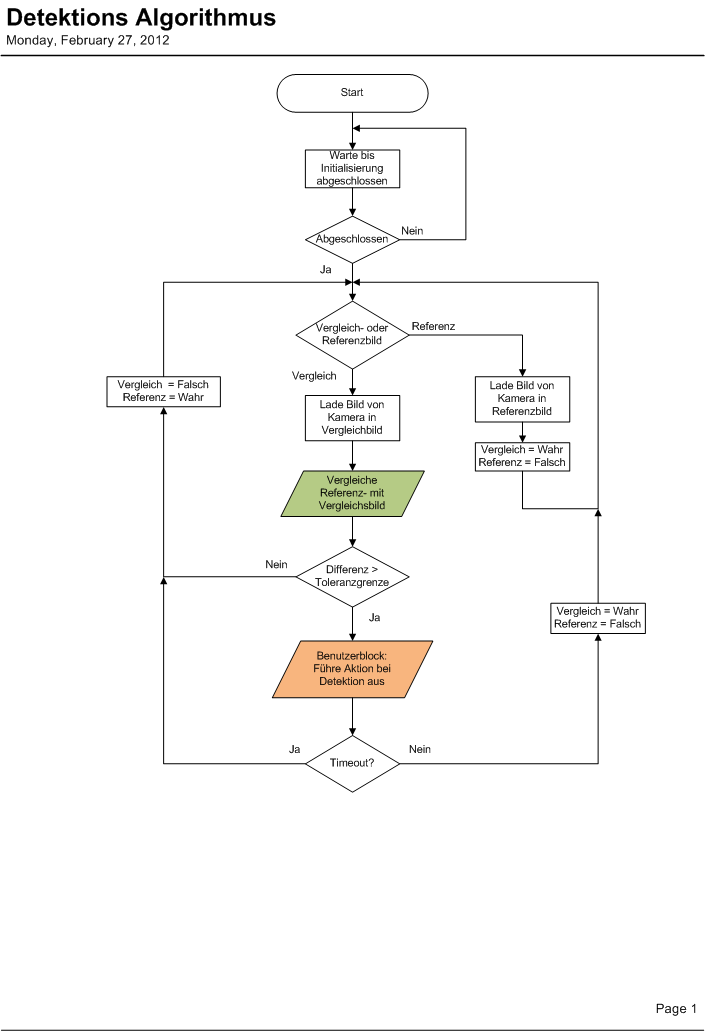 Detektions Algorithmus
Monday, February 27, 2012
Start
Warte bis
Initialisierung
abgeschlossen
Abgeschlossen
Nein
Ja
Vergleich- oder
Referenzbild
Referenz
Vergleich
Vergleich = Falsch
Referenz = Wahr
Lade Bild von
Kamera in
Vergleichbild
Lade Bild von
Kamera in
Referenzbild
Vergleich = Wahr
Referenz = Falsch
Vergleiche
Referenz- mit
Vergleichsbild
Nein
Differenz >
Toleranzgrenze
Ja
Vergleich = Wahr
Referenz = Falsch
Benutzerblock:
Führe Aktion bei
Detektion aus
Ja
Nein
Timeout?
Page 1